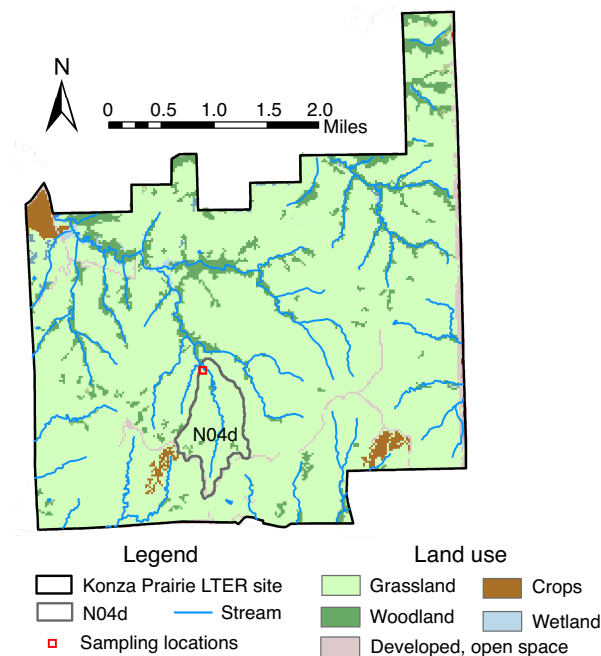 N
0 0.5 1.0 1.5 2.0
Miles
N04d
Legend
Konza Prairie LTER site
N04d
Stream
Sampling locations
Land use
Grassland
Crops
Woodland
Wetland
Developed, open space